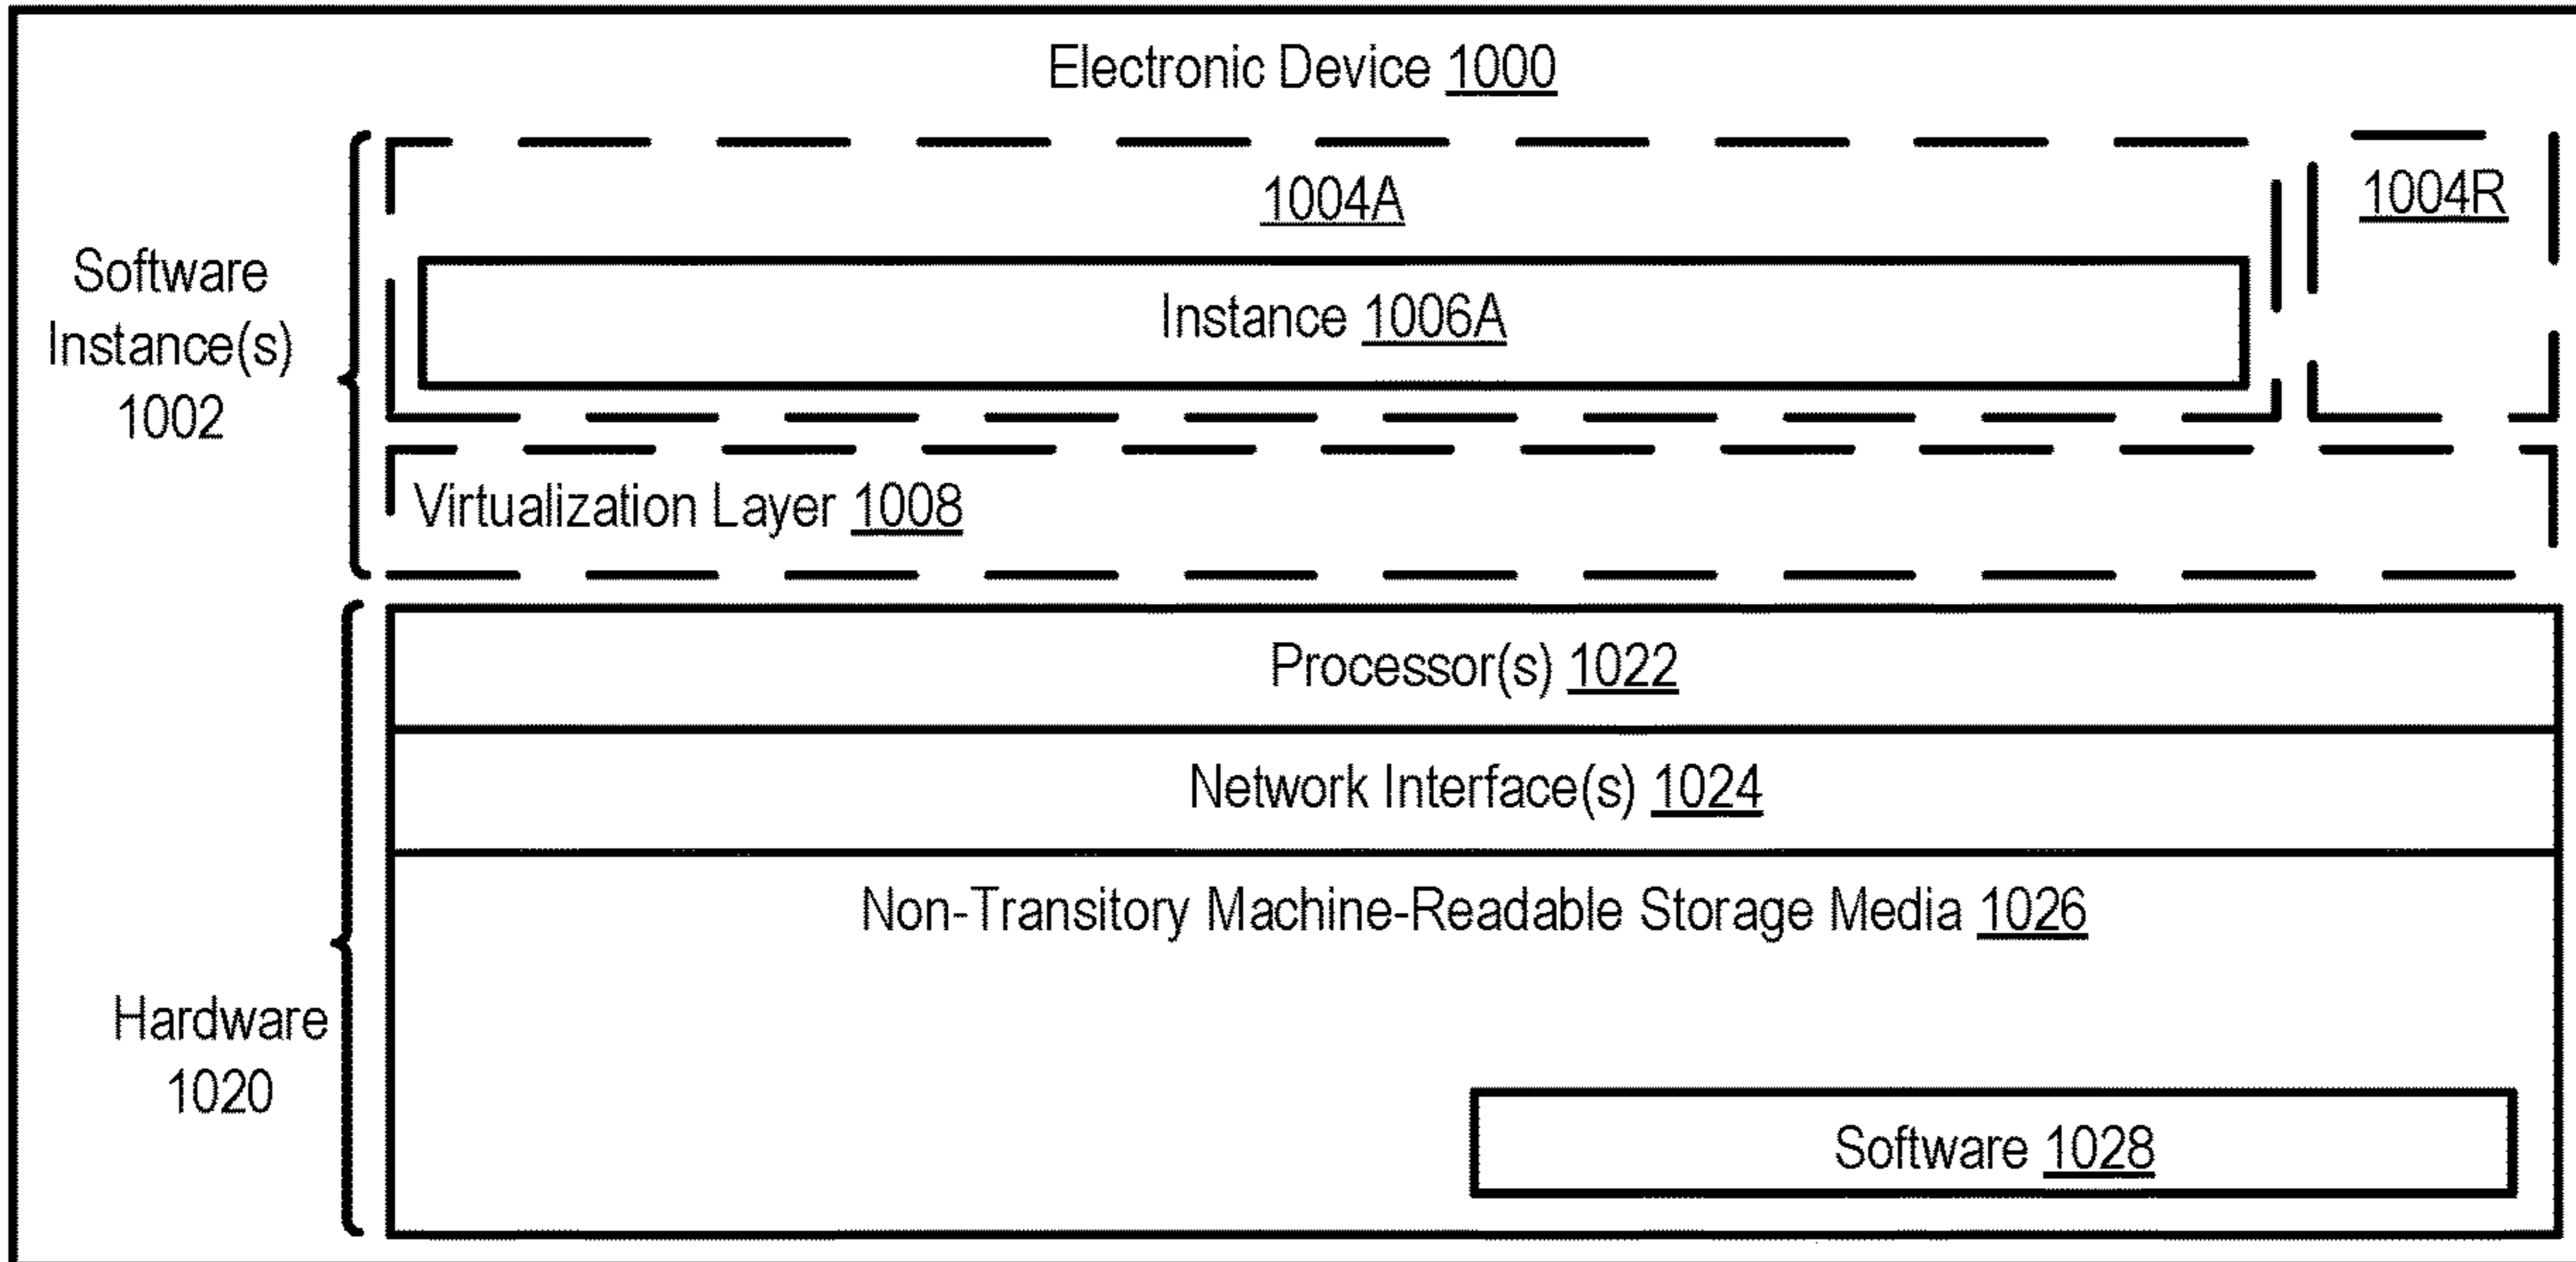 Electronic Device 1000
1004A
1004R
Software
Instance(s)
1002
Instance 1006A
Virtualization Layer 1008
Processor(s) 1022
Network Interface(s) 1024
Non-Transitory Machine-Readable Storage Media 1026
Hardware
1020
Software 1028